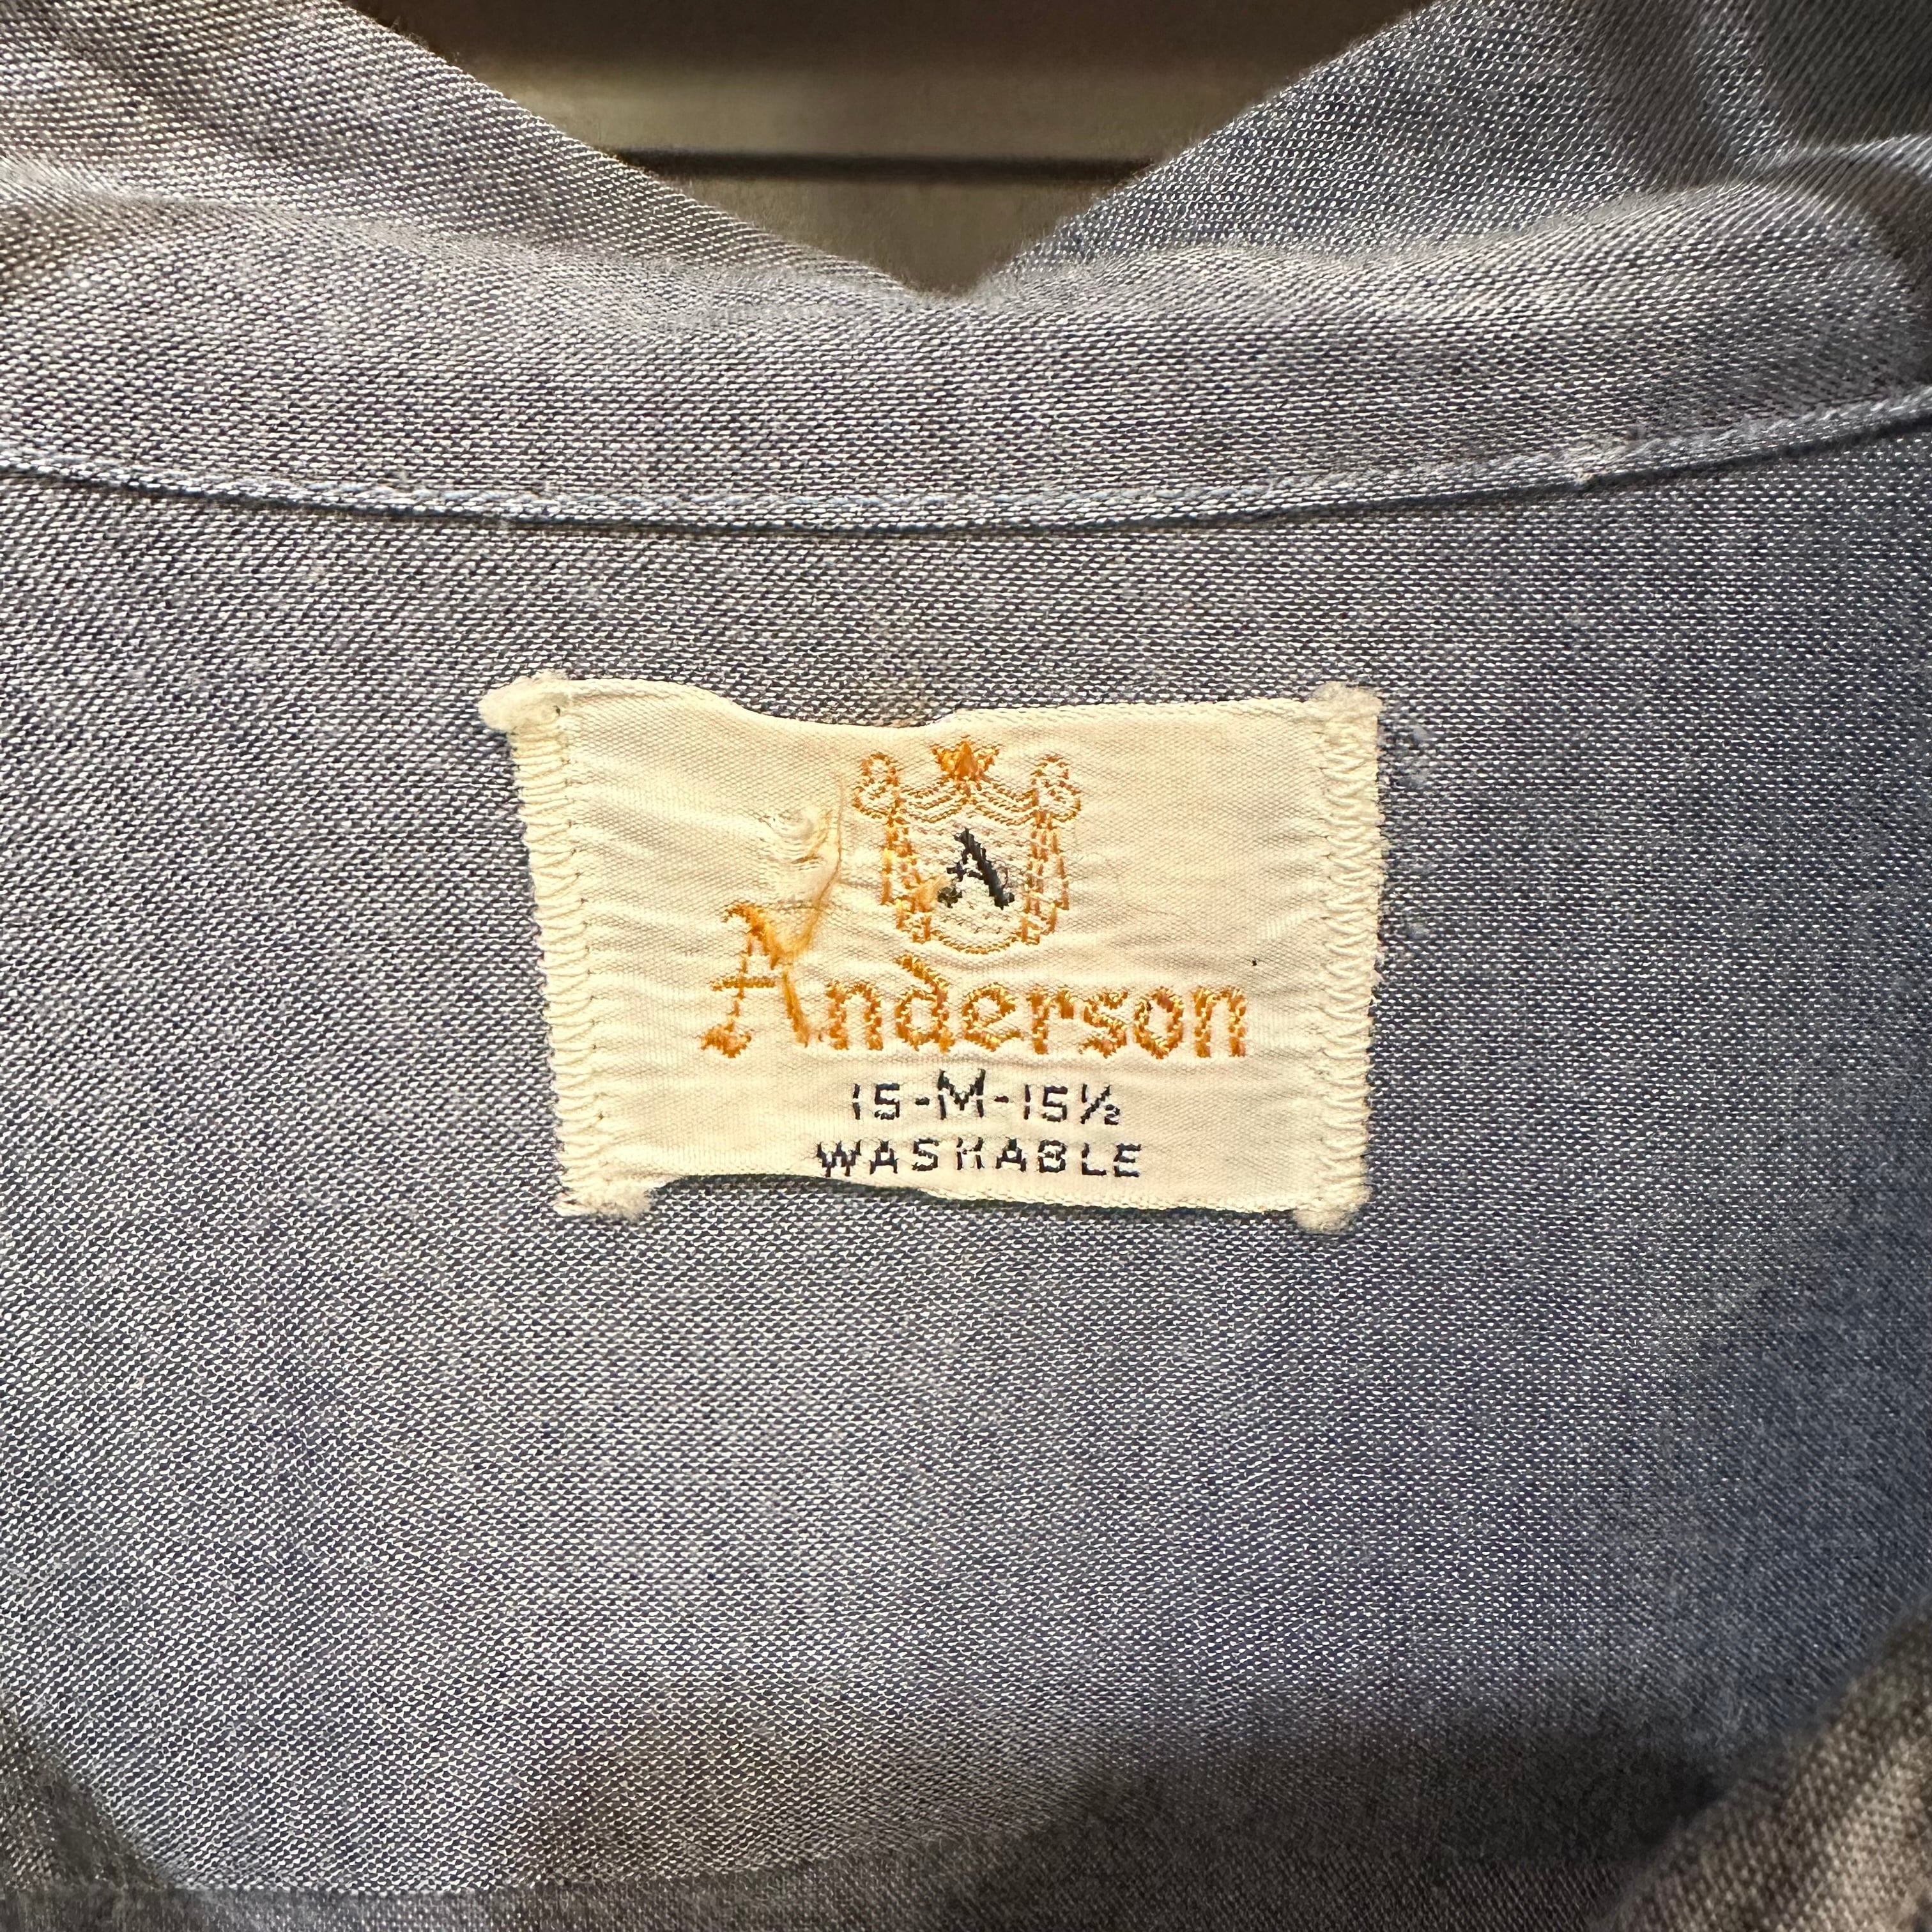 A
Anderson
15-M-15½
WASHABLE